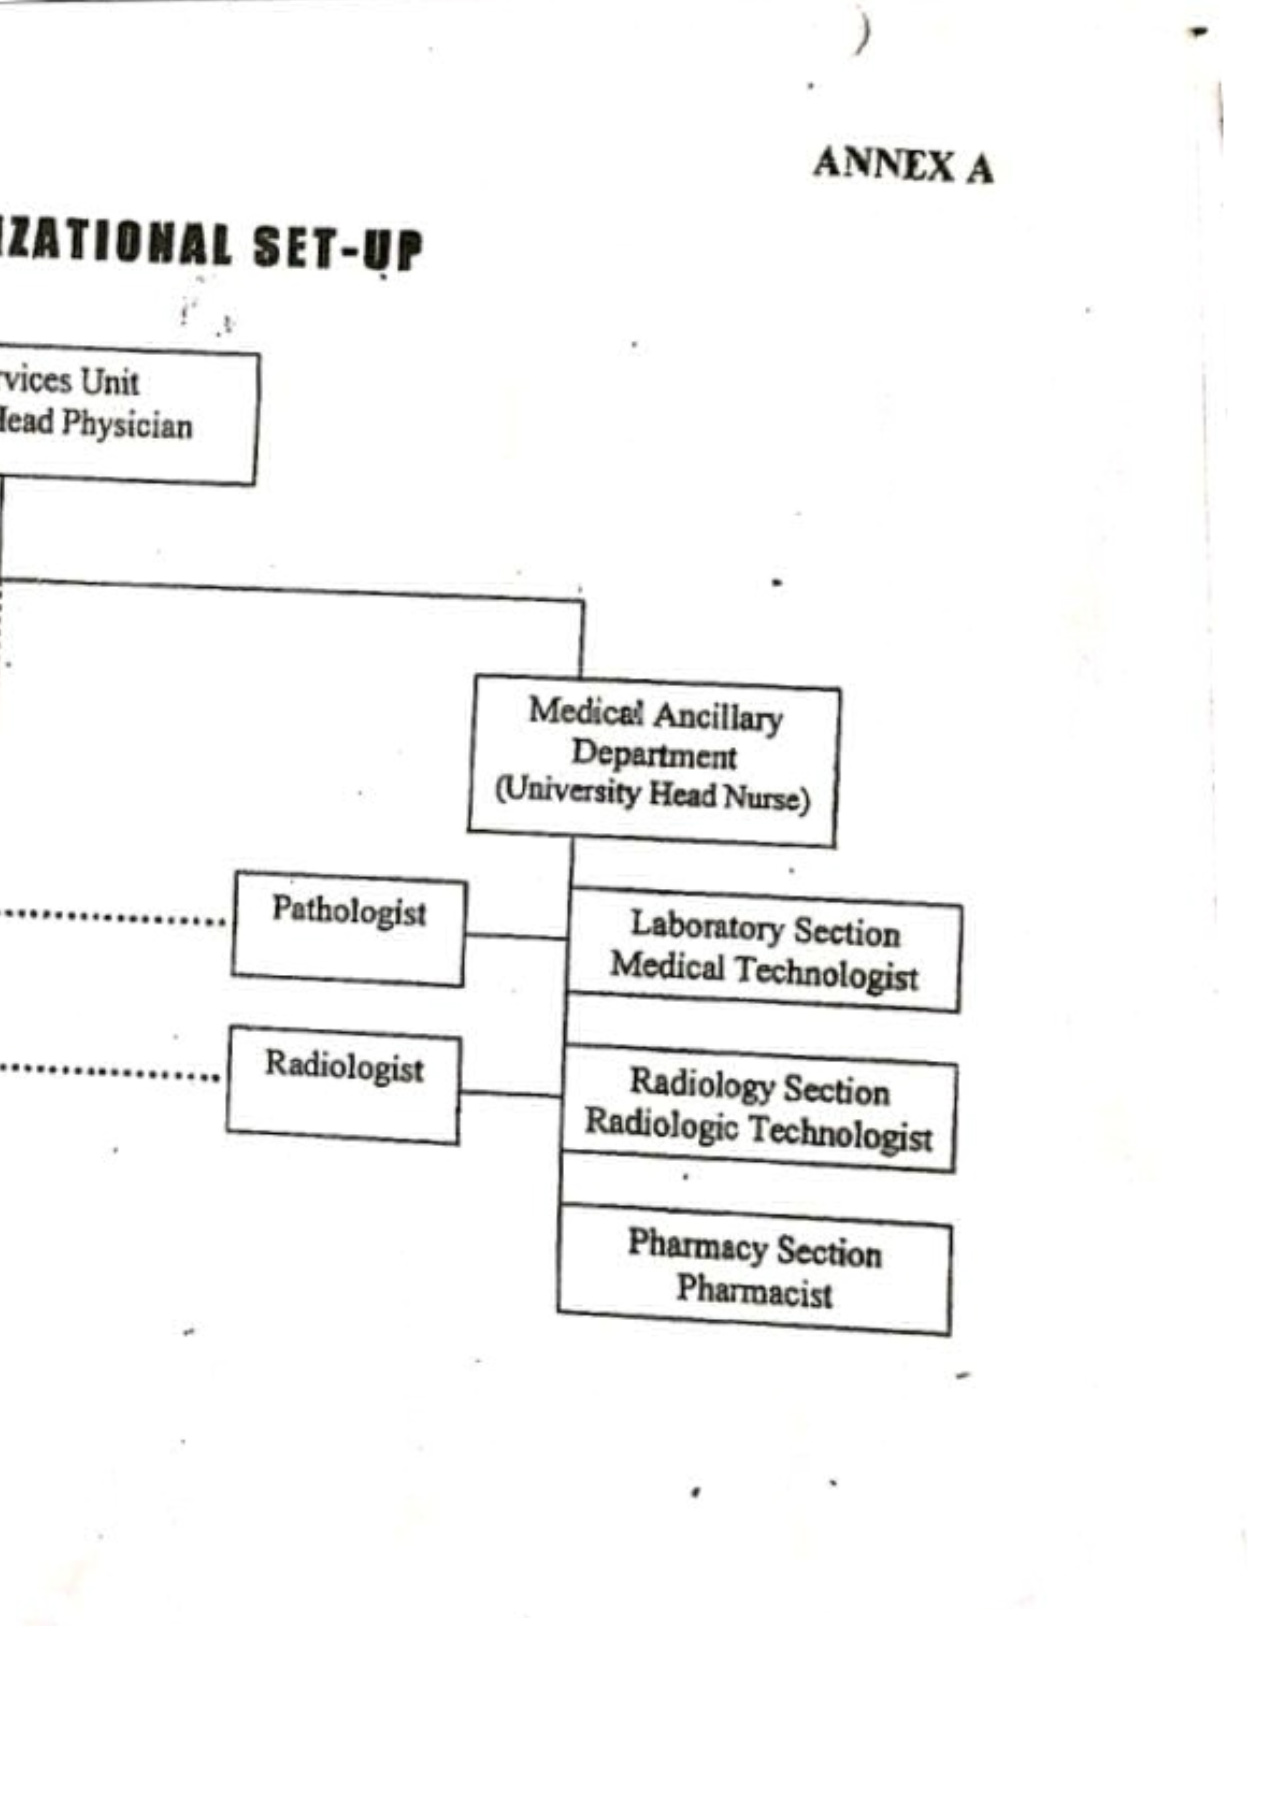 ANNEX A
IZATIONAL SET-UP
rvices Unit
Head Physician
Medical Ancillary
Department
(University Head Nurse)
Pathologist
Laboratory Section
Medical Technologist
Radiologist
Radiology Section
Radiologic Technologist
Pharmacy Section
Pharmacist